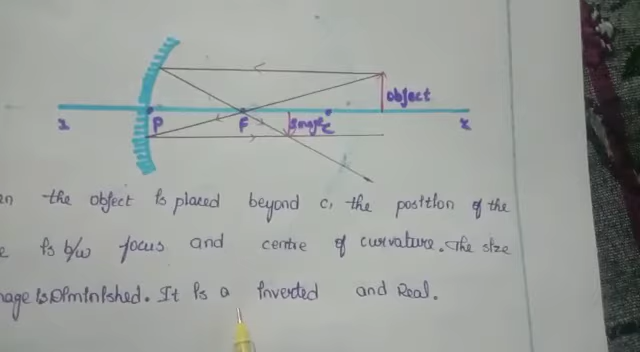 object
x P F Image c x
en the object is placed beyond c, the position of the
e is b/w focus and centre of curvature. The size
mage is Diminished. It is a inverted and Real.